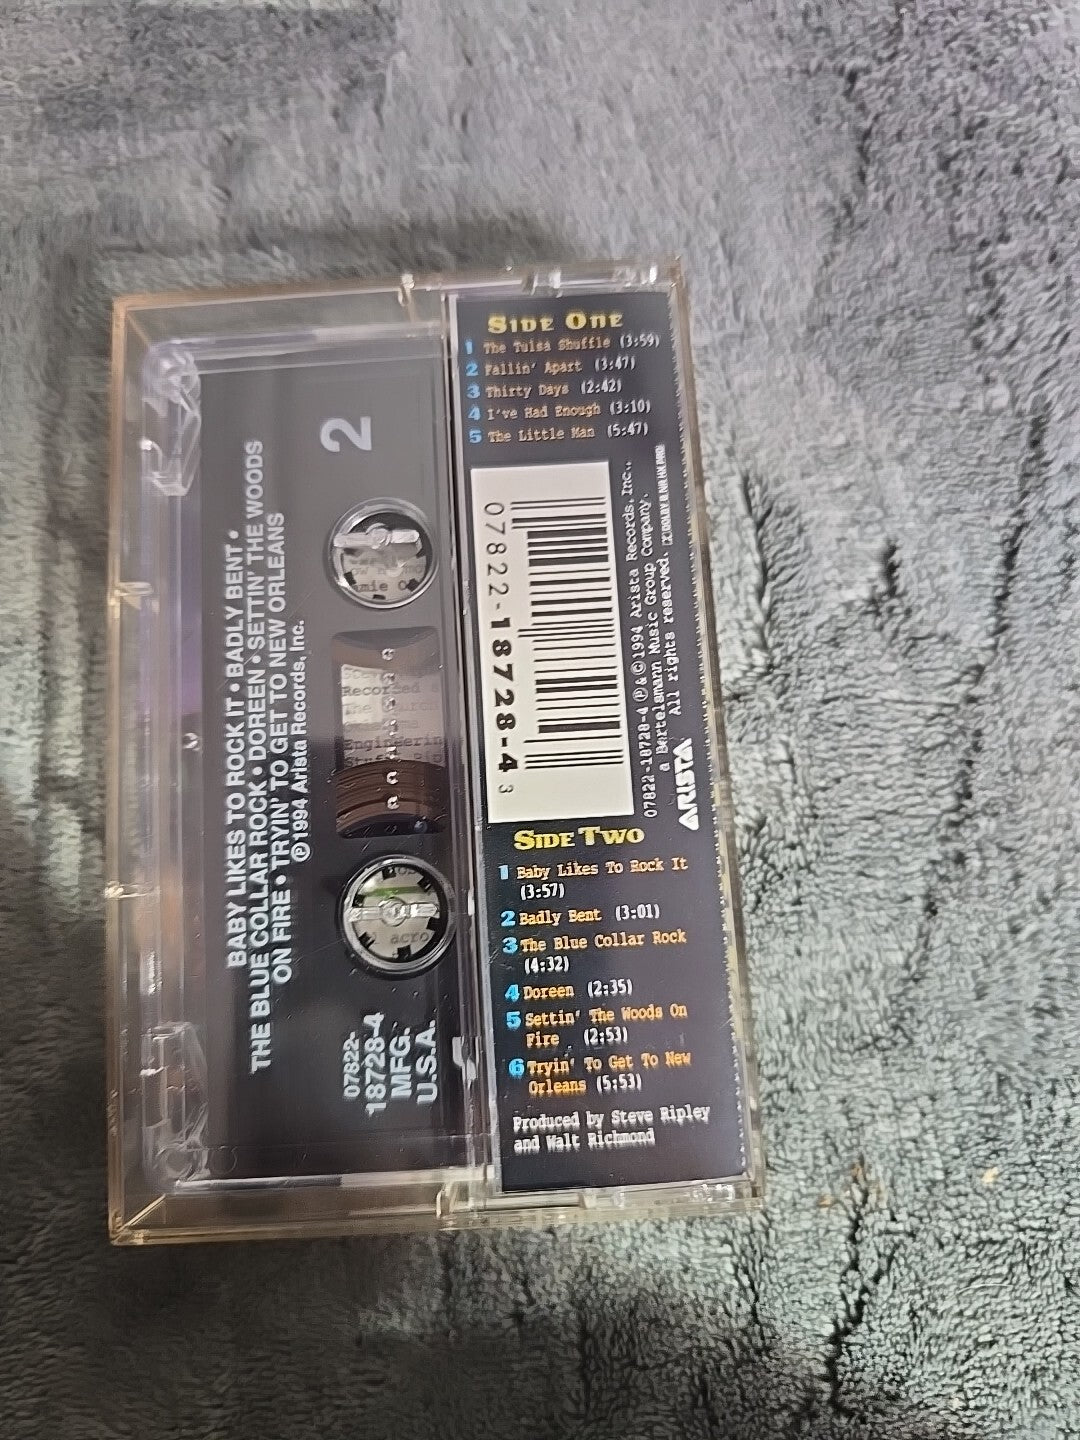 SIDE ONE
1 The Tulsa Shuffle (3:59)
2 Fallin' Apart (3:47)
3 Thirty Days (2:42)
4 I've Had Enough (3:10)
5 The Little Man (5:47)
07822-18728-4 3
07822-18728-4 ℗&©1994 Arista Records, Inc.,
a Bertelsmann Music Group Company.
All rights reserved.
ARISTA
SIDE TWO
1 Baby Likes To Rock It
(3:57)
2 Badly Bent (3:01)
3 The Blue Collar Rock
(4:32)
4 Doreen (2:35)
5 Settin' The Woods On
Fire (2:53)
6 Tryin' To Get To New
Orleans (5:53)
Produced by Steve Ripley
and Walt Richmond
2
BABY LIKES TO ROCK IT • BADLY BENT •
THE BLUE COLLAR ROCK • DOREEN • SETTIN' THE WOODS
ON FIRE • TRYIN' TO GET TO NEW ORLEANS
℗1994 Arista Records, Inc.
07822-
18728-4
MFG.
U.S.A.
Recorded
Engineerin